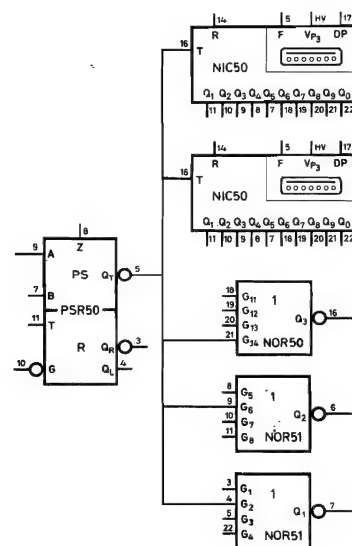 14 5 HV 17
R F VP3 DP
16 T
NIC50
Q1 Q2 Q3 Q4 Q5 Q6 Q7 Q8 Q9 Q0
11 10 9 8 7 18 19 20 21 22
14 5 HV 17
R F VP3 DP
16 T
NIC50
Q1 Q2 Q3 Q4 Q5 Q6 Q7 Q8 Q9 Q0
11 10 9 8 7 18 19 20 21 22
8
Z
9 A
PS QT 5
7 B
PSR50
11 T
R QR 3
10 G QL 4
18 G11 1
19 G12
20 G13 Q3 16
21 G34 NOR50
8 G5 1
9 G6
10 G7 Q2 6
11 G8 NOR51
3 G1 1
4 G2
5 G3 Q1 7
22 G4 NOR51